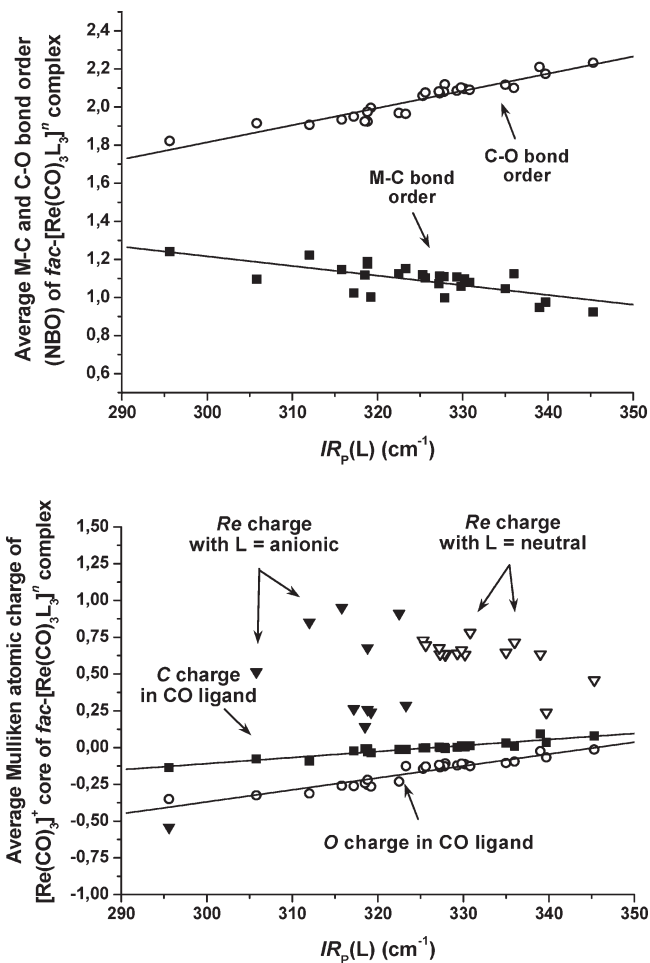 Average M-C and C-O bond order
(NBO) of fac-[Re(CO)₃L₃]ⁿ complex
2,4
2,2
2,0
1,8
1,6
1,4
1,2
1,0
0,8
0,6
C-O bond
order
M-C bond
order
290 300 310 320 330 340 350
IR_P(L) (cm⁻¹)
Average Mulliken atomic charge of
[Re(CO)₃]⁺ core of fac-[Re(CO)₃L₃]ⁿ complex
1,50
1,25
1,00
0,75
0,50
0,25
0,00
-0,25
-0,50
-0,75
-1,00
Re charge
with L = anionic
Re charge
with L = neutral
C charge
in CO ligand
O charge in CO ligand
290 300 310 320 330 340 350
IR_P(L) (cm⁻¹)